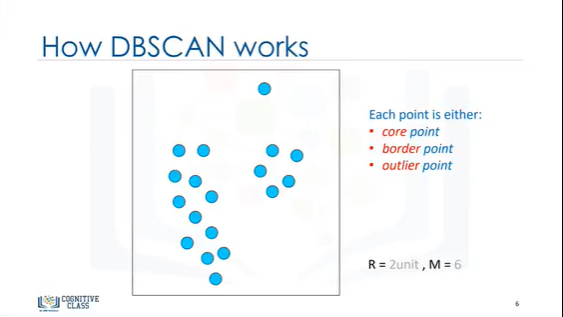 How DBSCAN works
Each point is either:
• core point
• border point
• outlier point
R = 2unit , M = 6
COGNITIVE
CLASS
6